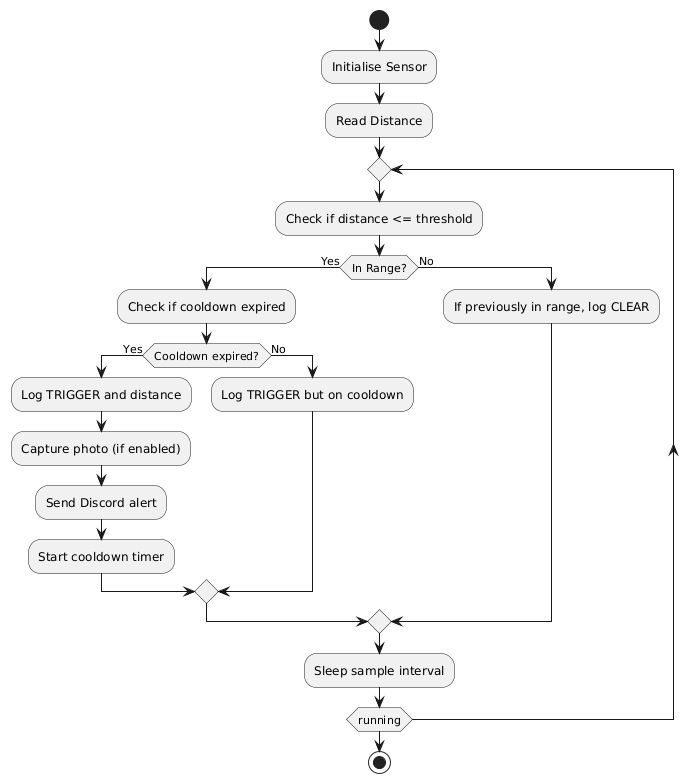 Initialise Sensor
Read Distance
Check if distance <= threshold
Yes
In Range?
No
Check if cooldown expired
If previously in range, log CLEAR
Yes
Cooldown expired?
No
Log TRIGGER and distance
Log TRIGGER but on cooldown
Capture photo (if enabled)
Send Discord alert
Start cooldown timer
Sleep sample interval
running